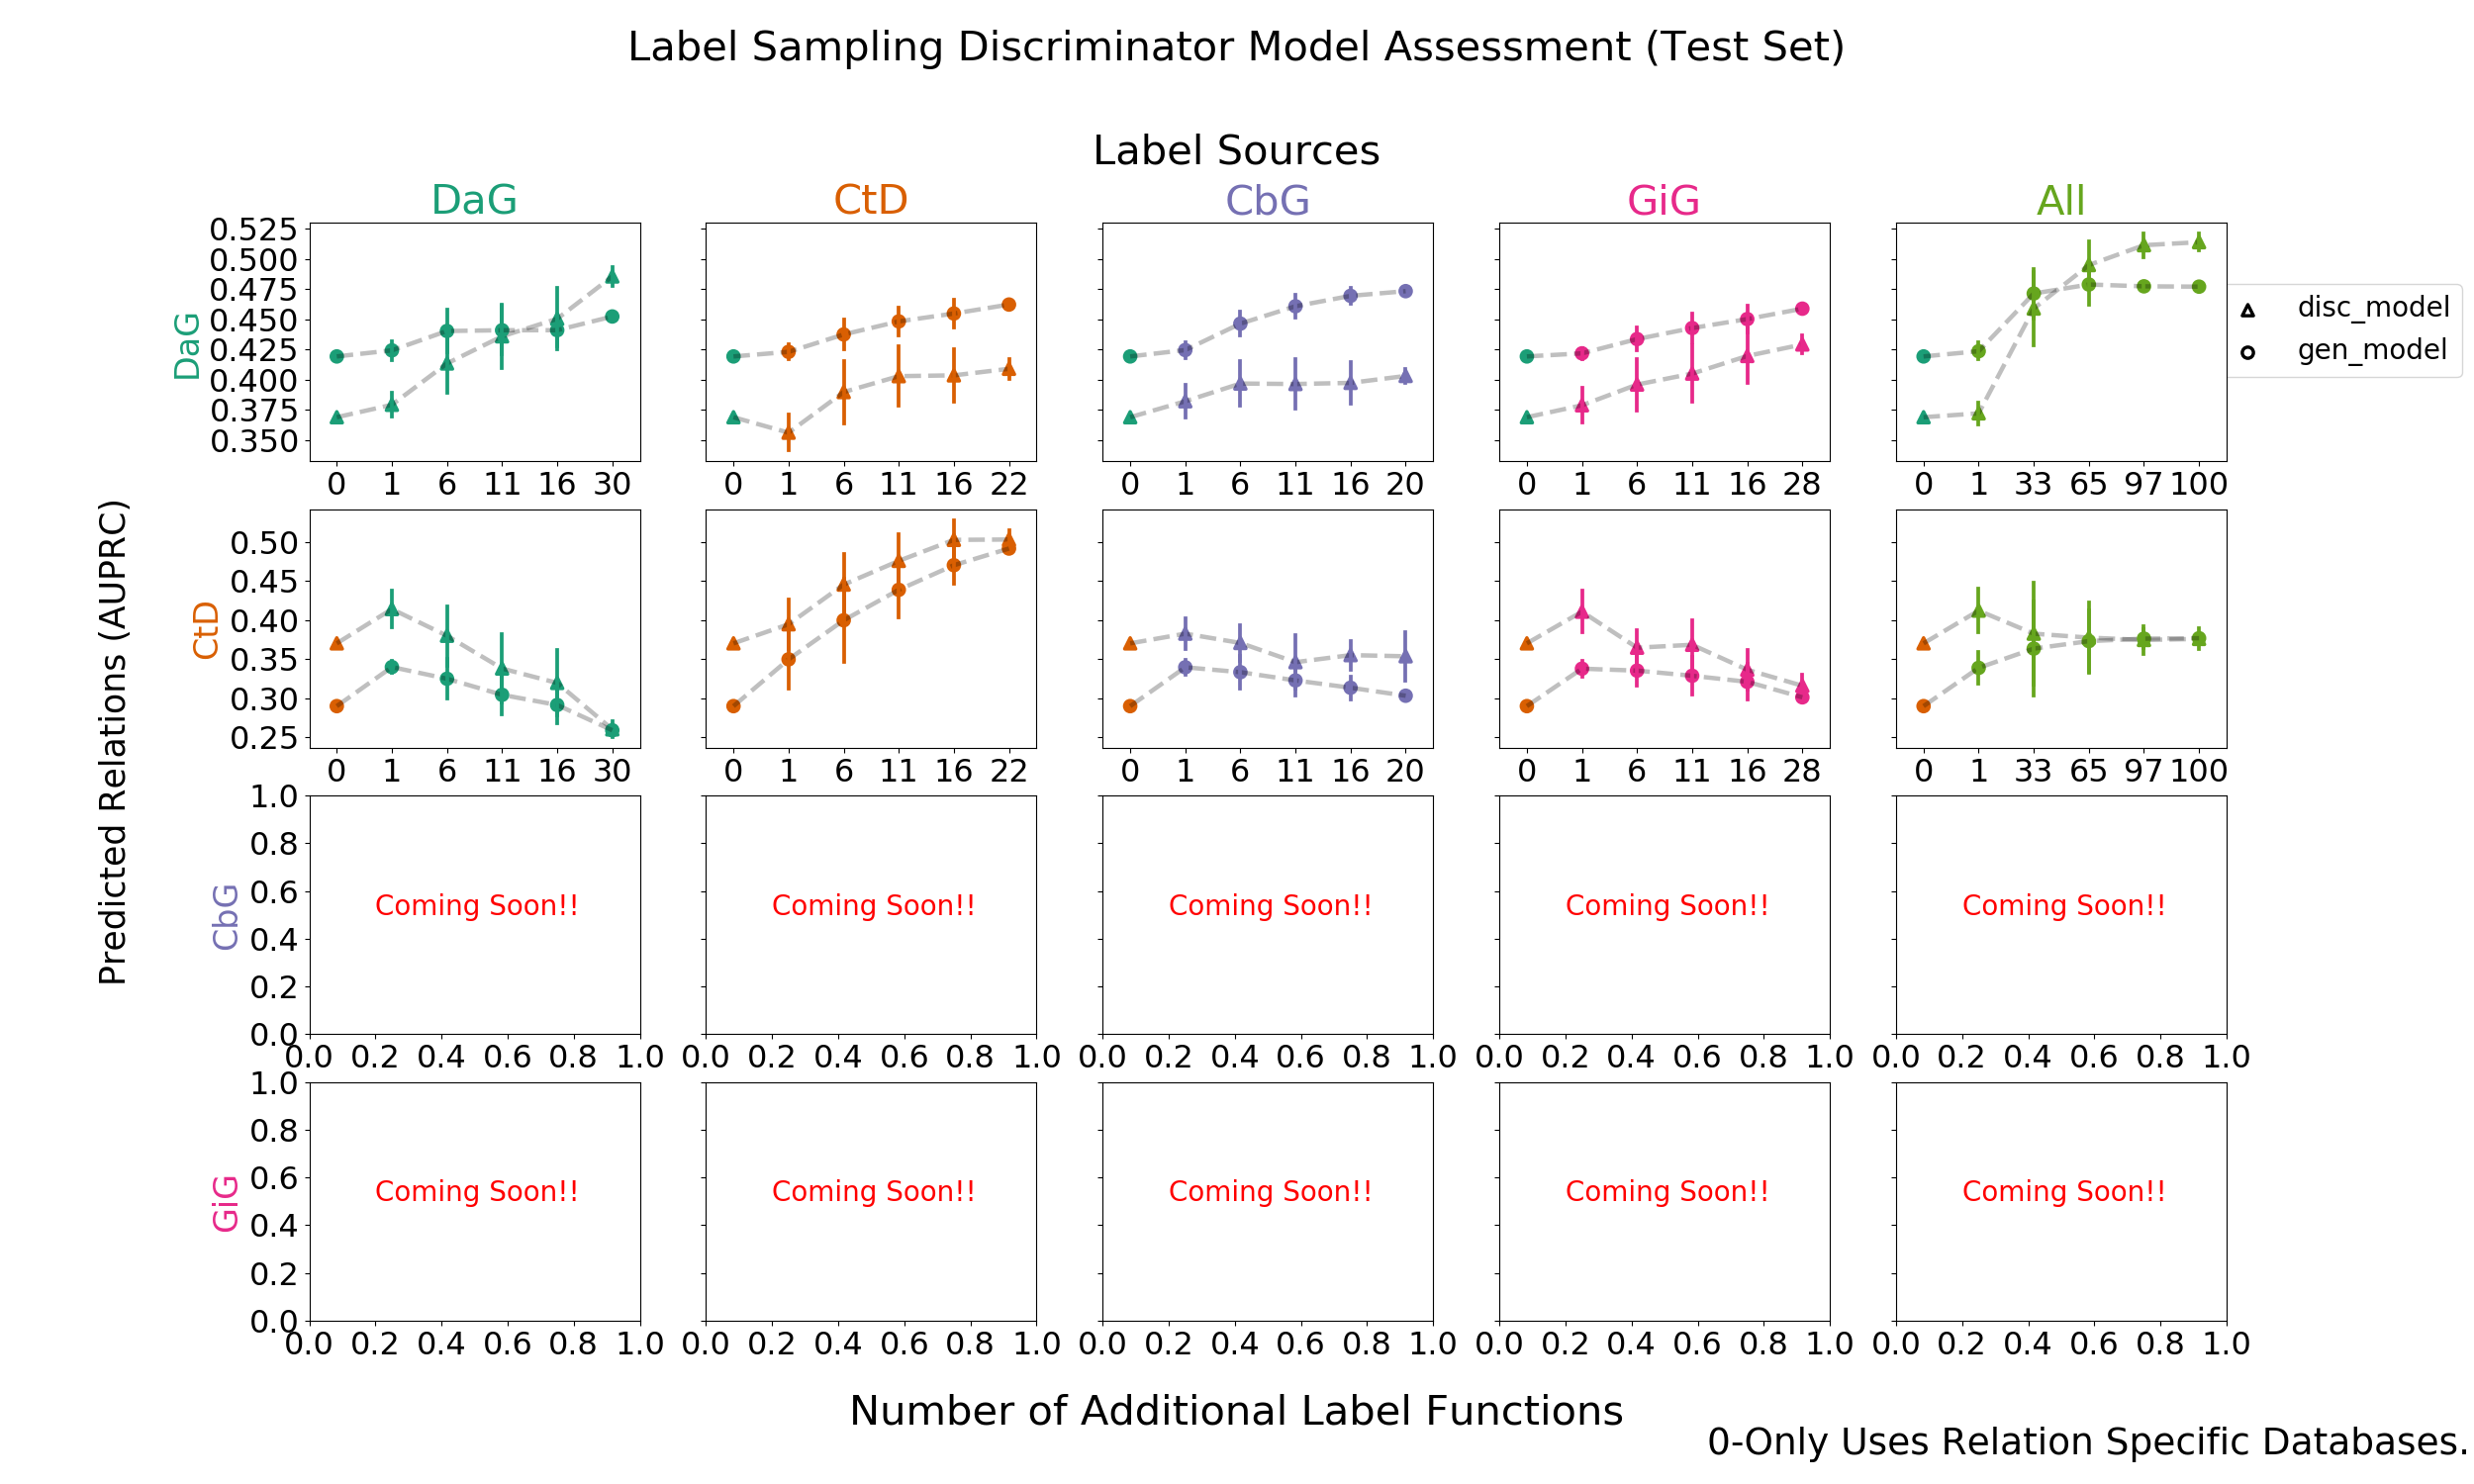 Label Sampling Discriminator Model Assessment (Test Set)
Label Sources
DaG CtD CbG GiG All
Predicted Relations (AUPRC)
DaG
0.525
0.500
0.475
0.450
0.425
0.400
0.375
0.350
0 1 6 11 16 30
0 1 6 11 16 22
0 1 6 11 16 20
0 1 6 11 16 28
0 1 33 65 97 100
disc_model
gen_model
CtD
0.50
0.45
0.40
0.35
0.30
0.25
0 1 6 11 16 30
0 1 6 11 16 22
0 1 6 11 16 20
0 1 6 11 16 28
0 1 33 65 97 100
CbG
1.0
0.8
0.6
0.4
0.2
0.0
Coming Soon!!
Coming Soon!!
Coming Soon!!
Coming Soon!!
Coming Soon!!
0.0 0.2 0.4 0.6 0.8 1.0
0.0 0.2 0.4 0.6 0.8 1.0
0.0 0.2 0.4 0.6 0.8 1.0
0.0 0.2 0.4 0.6 0.8 1.0
0.0 0.2 0.4 0.6 0.8 1.0
GiG
1.0
0.8
0.6
0.4
0.2
0.0
Coming Soon!!
Coming Soon!!
Coming Soon!!
Coming Soon!!
Coming Soon!!
0.0 0.2 0.4 0.6 0.8 1.0
0.0 0.2 0.4 0.6 0.8 1.0
0.0 0.2 0.4 0.6 0.8 1.0
0.0 0.2 0.4 0.6 0.8 1.0
0.0 0.2 0.4 0.6 0.8 1.0
Number of Additional Label Functions
0-Only Uses Relation Specific Databases.